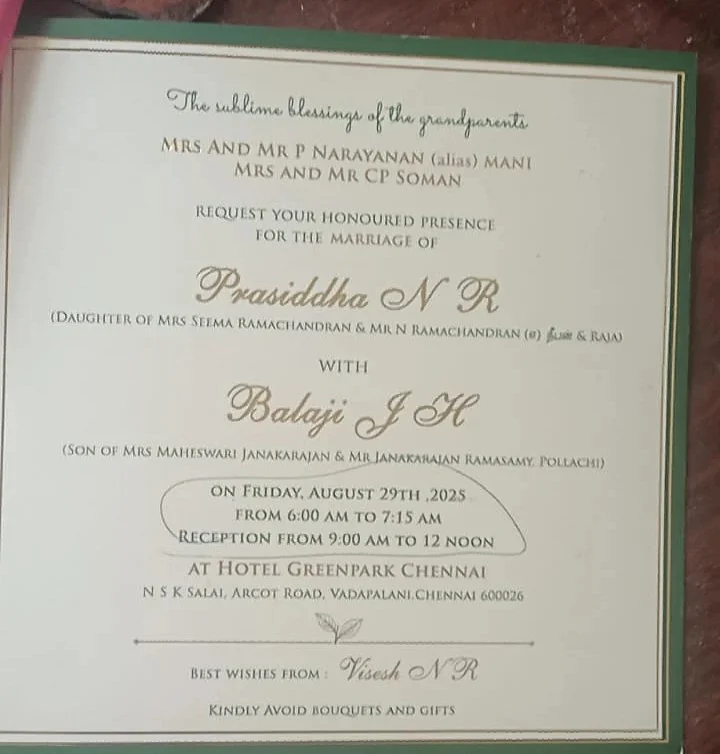 The sublime blessings of the grandparents
MRS AND MR P NARAYANAN (alias) MANI
MRS AND MR CP SOMAN
REQUEST YOUR HONOURED PRESENCE
FOR THE MARRIAGE OF
Prasiddha N R
(DAUGHTER OF MRS SEEMA RAMACHANDRAN & MR N RAMACHANDRAN (எ) & RAJA)
WITH
Balaji J H
(SON OF MRS MAHESWARI JANAKARAJAN & MR JANAKARAJAN RAMASAMY, POLLACHI)
ON FRIDAY, AUGUST 29TH ,2025
FROM 6:00 AM TO 7:15 AM
RECEPTION FROM 9:00 AM TO 12 NOON
AT HOTEL GREENPARK CHENNAI
N S K SALAI, ARCOT ROAD, VADAPALANI.CHENNAI 600026
BEST WISHES FROM : Visesh N R
KINDLY AVOID BOUQUETS AND GIFTS